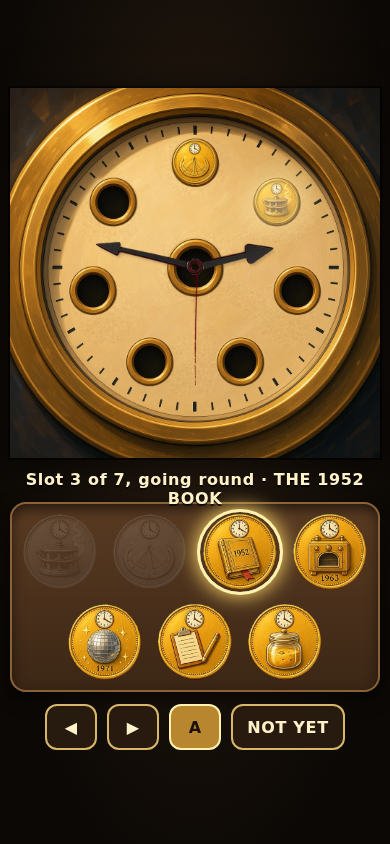 Slot 3 of 7, going round · THE 1952
BOOK
1952
1963
1971
◄
►
A
NOT YET